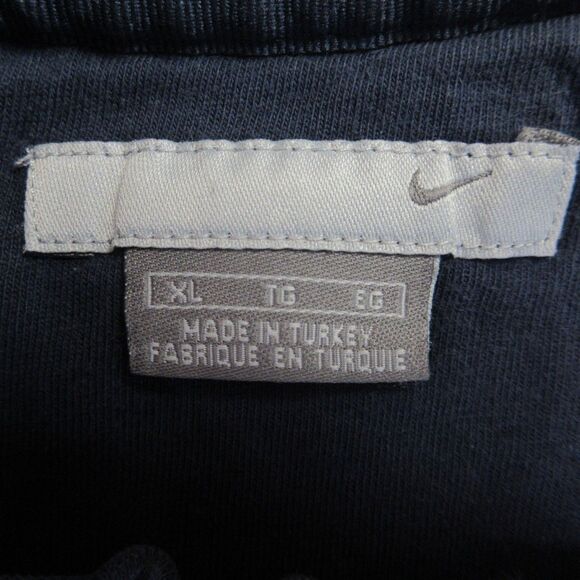 XL TG EG
MADE IN TURKEY
FABRIQUE EN TURQUIE